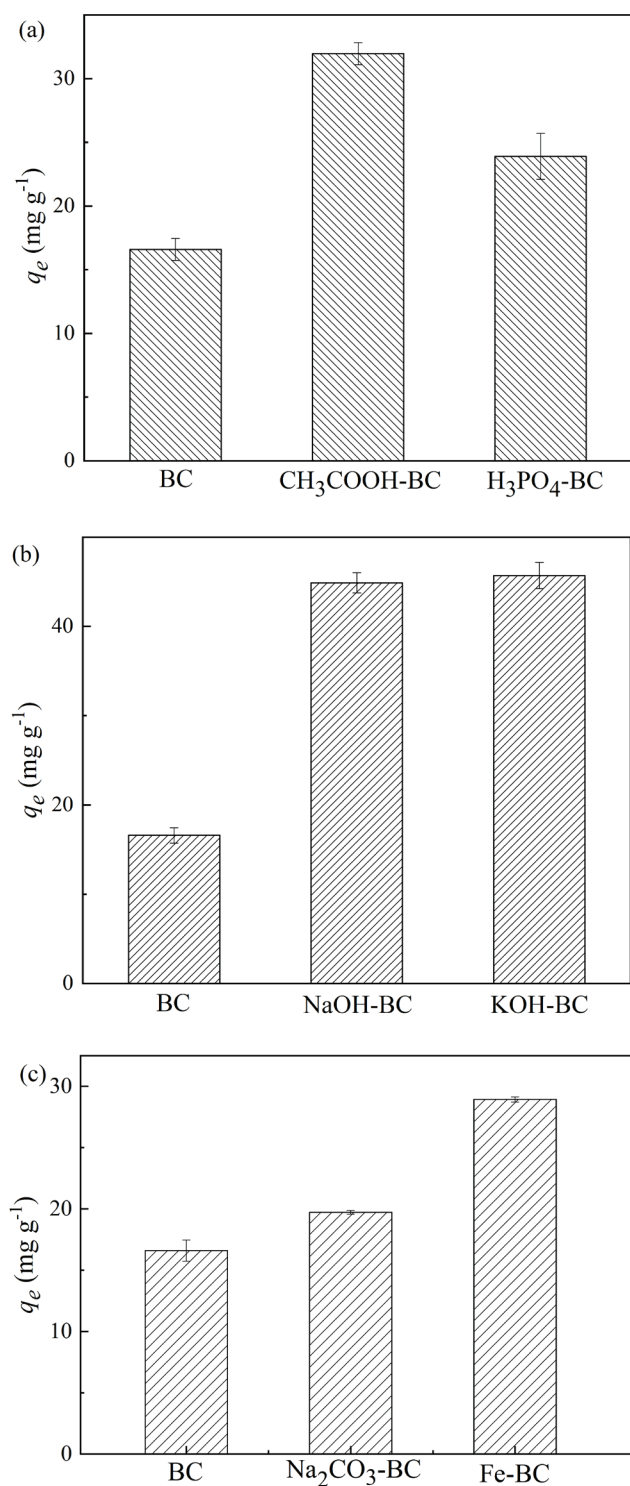 (a)
30
20
10
0
qₑ (mg g⁻¹)
BC CH₃COOH-BC H₃PO₄-BC
(b)
40
20
0
qₑ (mg g⁻¹)
BC NaOH-BC KOH-BC
(c)
30
20
10
0
qₑ (mg g⁻¹)
BC Na₂CO₃-BC Fe-BC